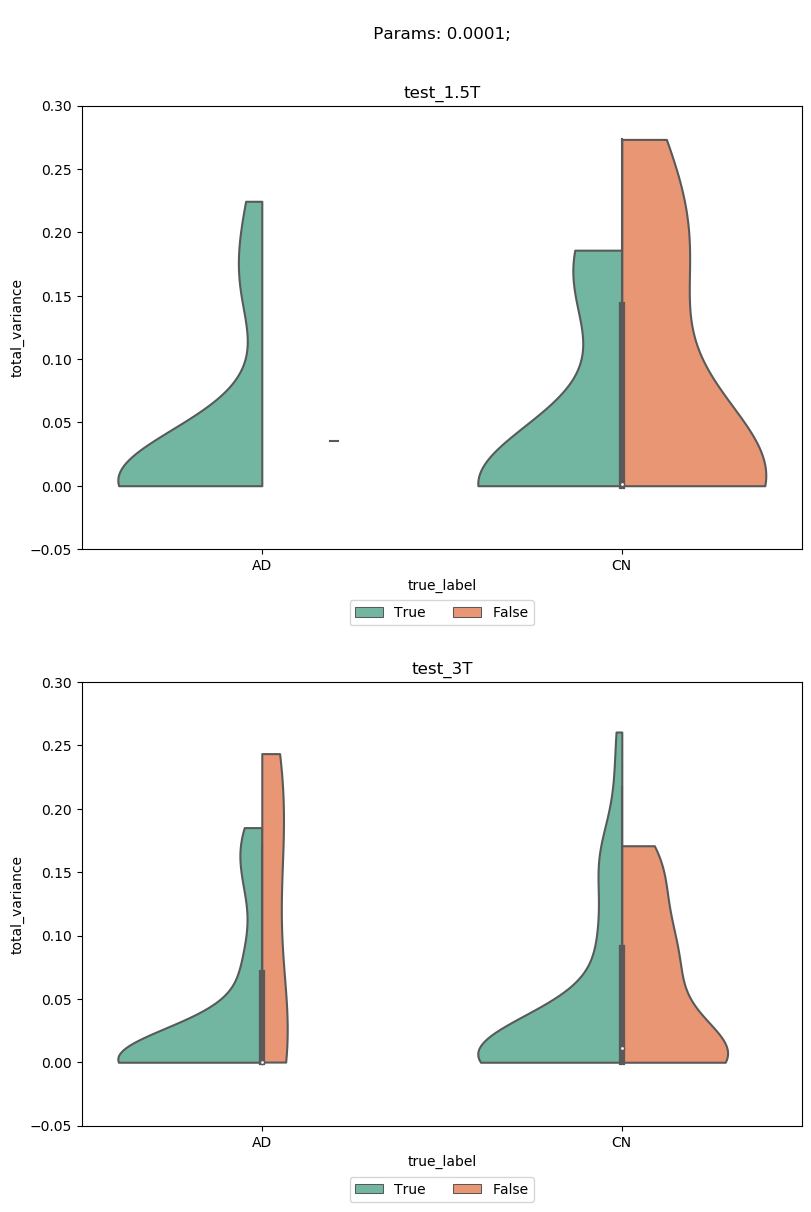 Params: 0.0001;
test_1.5T
0.30
0.25
0.20
0.15
0.10
0.05
0.00
−0.05
total_variance
AD CN
true_label
True False
test_3T
0.30
0.25
0.20
0.15
0.10
0.05
0.00
−0.05
total_variance
AD CN
true_label
True False